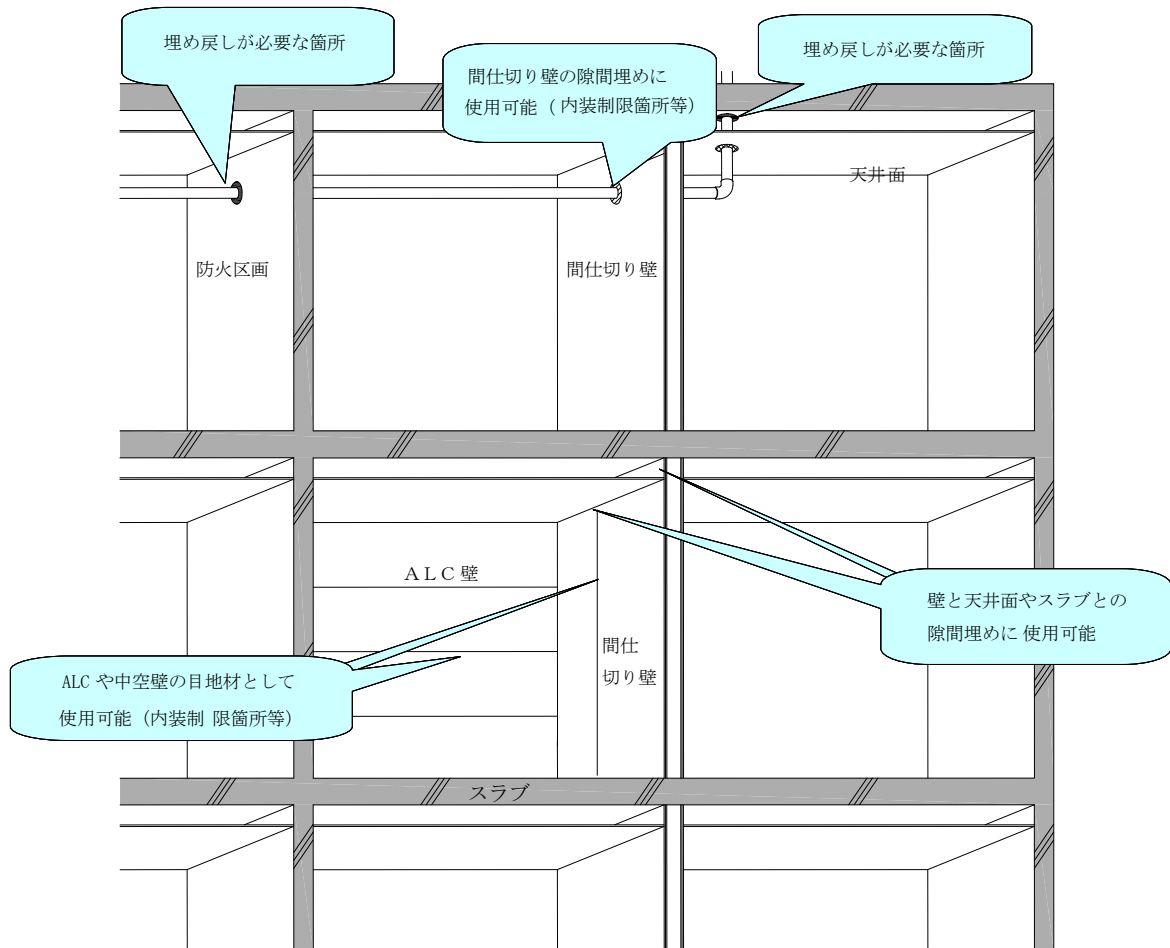 埋め戻しが必要な箇所
間仕切り壁の隙間埋めに
使用可能（内装制限箇所等）
埋め戻しが必要な箇所
天井面
防火区画
間仕切り壁
ＡＬＣ壁
壁と天井面やスラブとの
隙間埋めに 使用可能
間仕
切り壁
ALC や中空壁の目地材として
使用可能（内装制 限箇所等）
スラブ